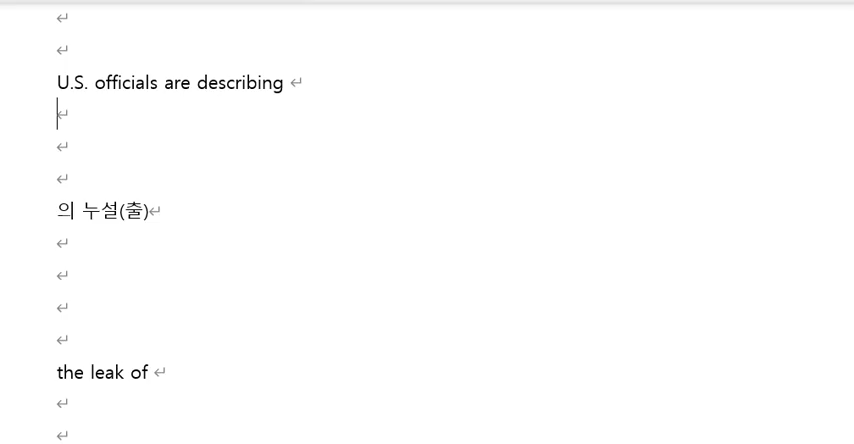 U.S. officials are describing
의 누설(출)
the leak of